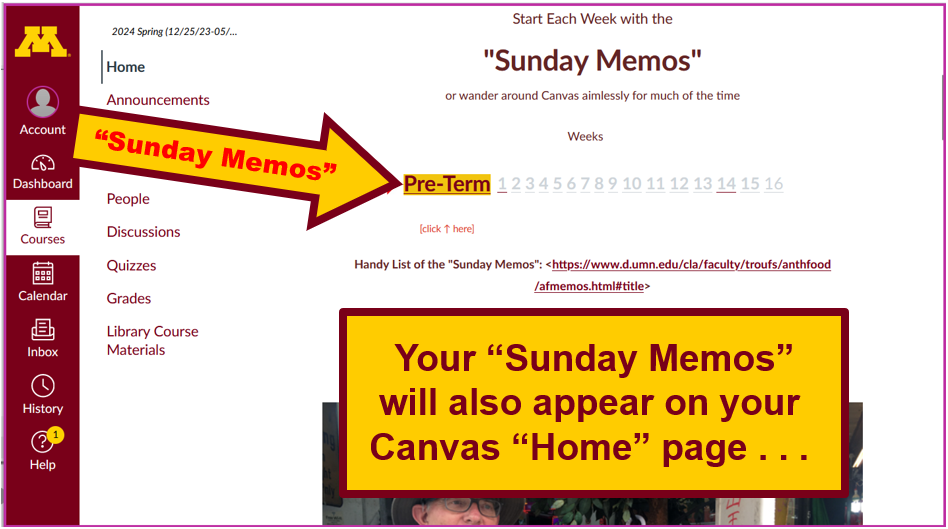 2024 Spring (12/25/23-05/...
Home
Announcements
People
Discussions
Quizzes
Grades
Library Course
Materials
Account
Dashboard
Courses
Calendar
Inbox
History
1
Help
"Sunday Memos"
Start Each Week with the
"Sunday Memos"
or wander around Canvas aimlessly for much of the time
Weeks
Pre-Term 1 2 3 4 5 6 7 8 9 10 11 12 13 14 15 16
[click ↑ here]
Handy List of the "Sunday Memos": <https://www.d.umn.edu/cla/faculty/troufs/anthfood
/afmemos.html#title>
Your “Sunday Memos”
will also appear on your
Canvas “Home” page . . .